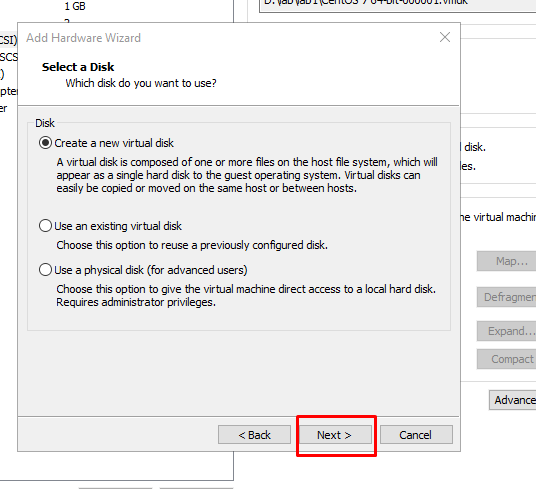 1 GB
2
D:\lab\lab1\CentOS 7 64-bit-000001.vmdk
Add Hardware Wizard
CSI)
SCS
)
apter
er
Select a Disk
Which disk do you want to use?
Disk
Create a new virtual disk
A virtual disk is composed of one or more files on the host file system, which will
appear as a single hard disk to the guest operating system. Virtual disks can
easily be copied or moved on the same host or between hosts.
Use an existing virtual disk
Choose this option to reuse a previously configured disk.
Use a physical disk (for advanced users)
Choose this option to give the virtual machine direct access to a local hard disk.
Requires administrator privileges.
disk.
les.
he virtual machin
Map...
Defragmen
Expand...
Compact
Advance
< Back
Next >
Cancel